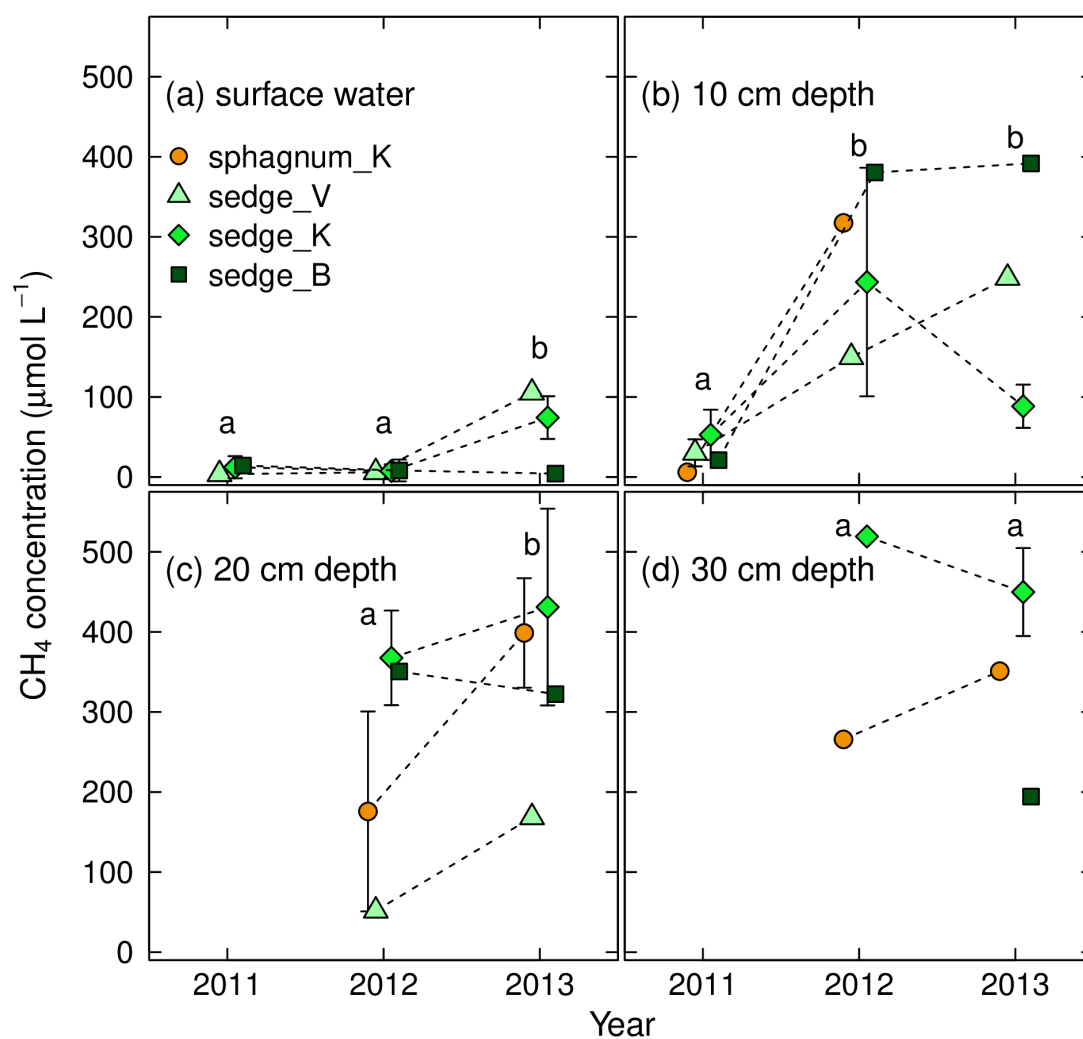 (a) surface water
sphagnum_K
sedge_V
sedge_K
sedge_B
a
a
b
500
400
300
200
100
0
(b) 10 cm depth
a
b
b
(c) 20 cm depth
a
b
500
400
300
200
100
0
(d) 30 cm depth
a
a
CH₄ concentration (μmol L⁻¹)
2011 2012 2013
2011 2012 2013
Year